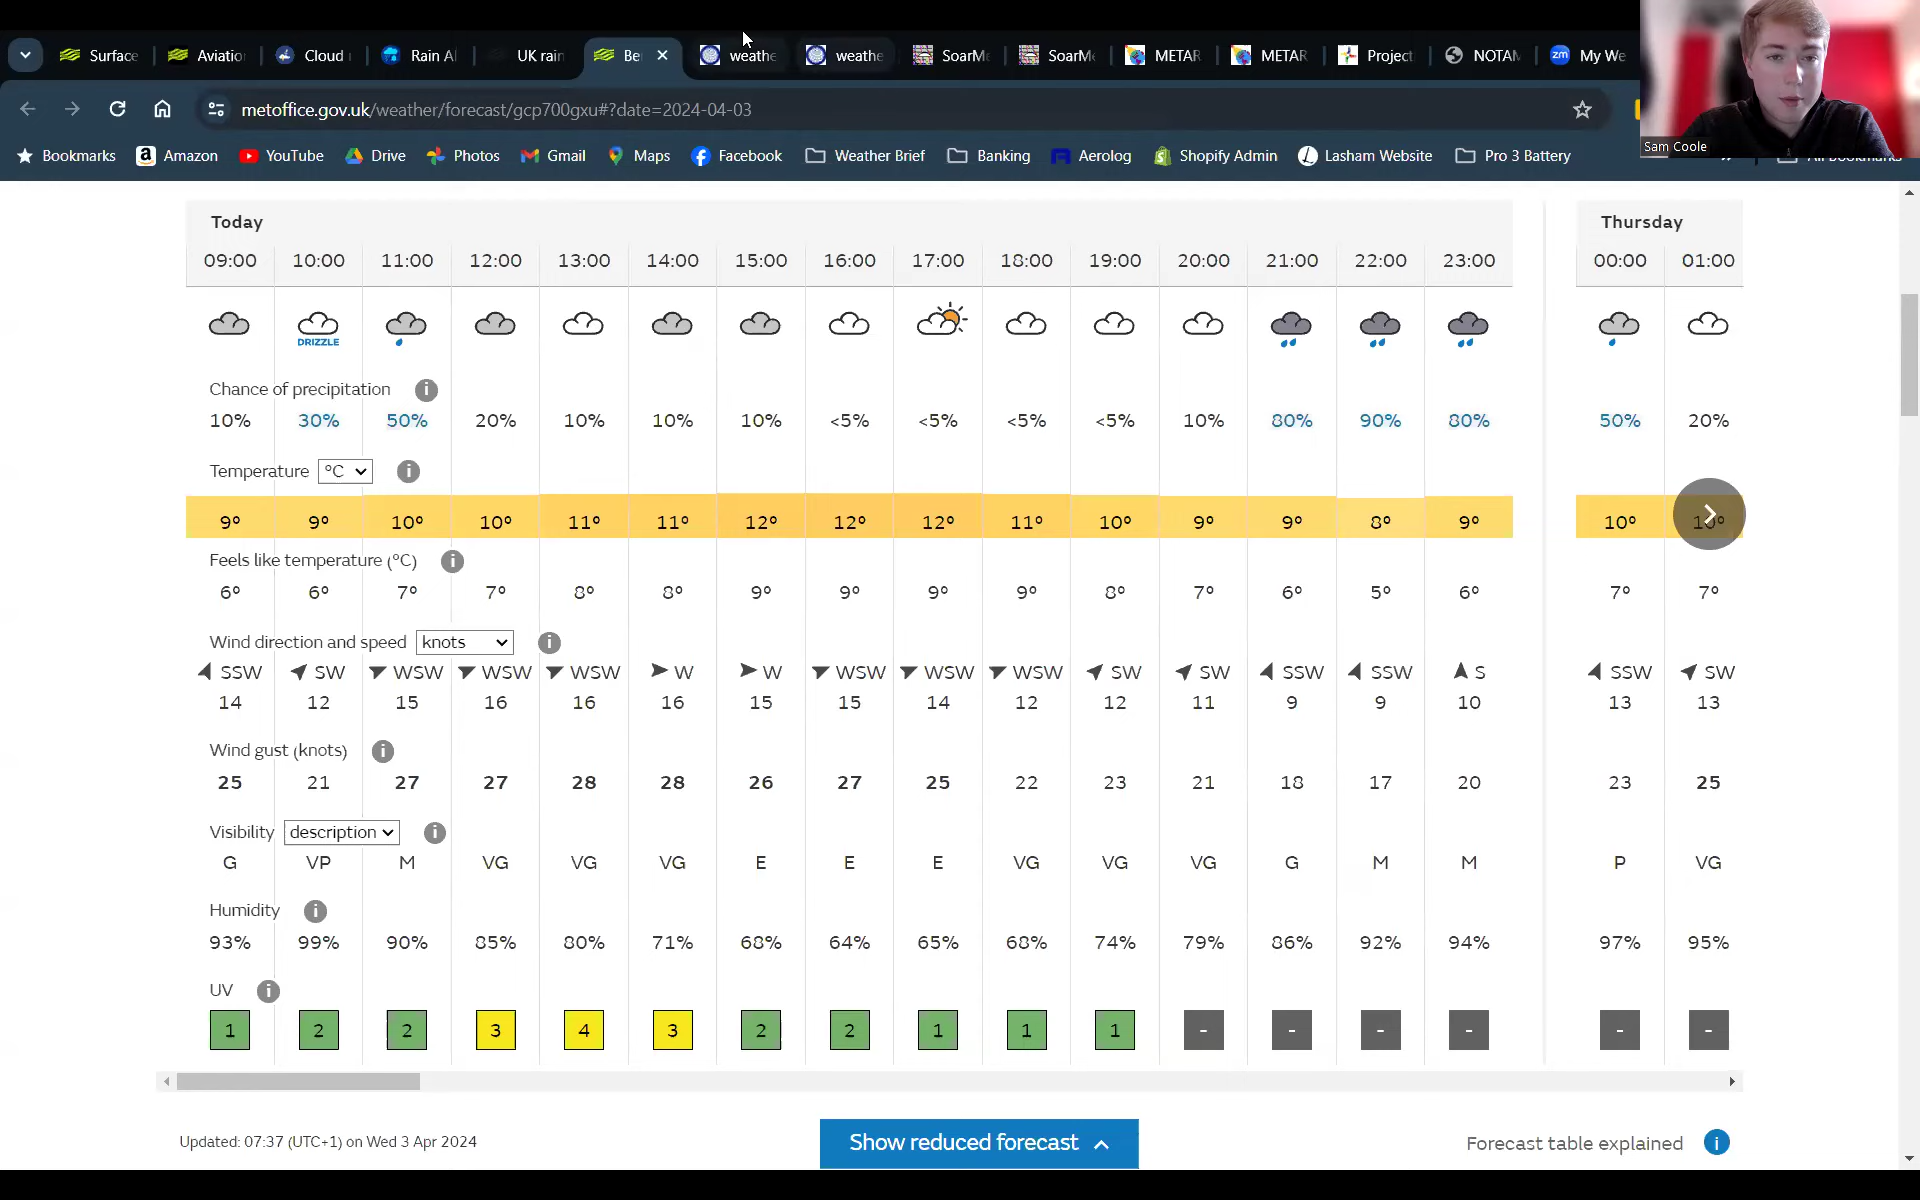 Surface
Aviatio
Cloud
Rain Al
UK rain
Be
weathe
weathe
SoarMe
SoarMe
METAR
METAR
Project
NOTAM
My We
metoffice.gov.uk/weather/forecast/gcp700gxu#?date=2024-04-03
Bookmarks Amazon YouTube Drive Photos Gmail Maps Facebook Weather Brief Banking Aerolog Shopify Admin Lasham Website Pro 3 Battery
Sam Coole
Today Thursday
09:00 10:00 11:00 12:00 13:00 14:00 15:00 16:00 17:00 18:00 19:00 20:00 21:00 22:00 23:00 00:00 01:00
DRIZZLE
Chance of precipitation i
10% 30% 50% 20% 10% 10% 10% <5% <5% <5% <5% 10% 80% 90% 80% 50% 20%
Temperature °C i
9° 9° 10° 10° 11° 11° 12° 12° 12° 11° 10° 9° 9° 8° 9° 10° 10°
Feels like temperature (°C) i
6° 6° 7° 7° 8° 8° 9° 9° 9° 9° 8° 7° 6° 5° 6° 7° 7°
Wind direction and speed knots i
SSW SW WSW WSW WSW W W WSW WSW WSW SW SW SSW SSW S SSW SW
14 12 15 16 16 16 15 15 14 12 12 11 9 9 10 13 13
Wind gust (knots) i
25 21 27 27 28 28 26 27 25 22 23 21 18 17 20 23 25
Visibility description i
G VP M VG VG VG E E E VG VG VG G M M P VG
Humidity i
93% 99% 90% 85% 80% 71% 68% 64% 65% 68% 74% 79% 86% 92% 94% 97% 95%
UV i
1 2 2 3 4 3 2 2 1 1 1 - - - - - -
Updated: 07:37 (UTC+1) on Wed 3 Apr 2024
Show reduced forecast
Forecast table explained i